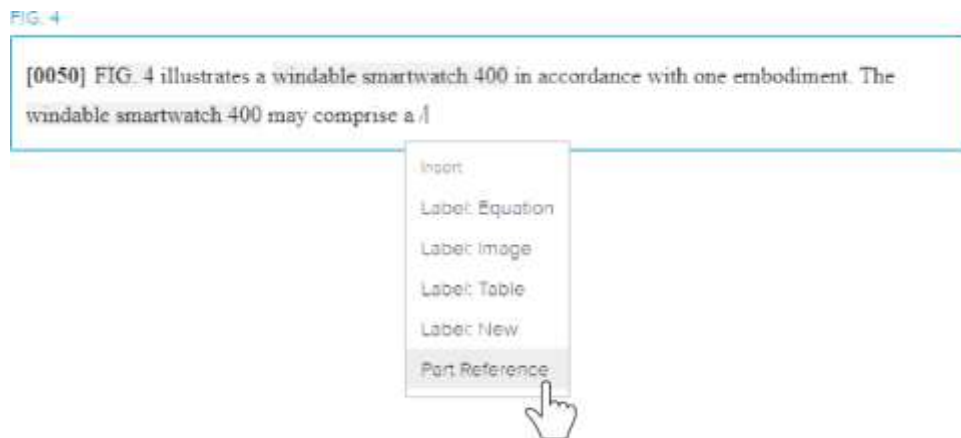 FIG. 4
[0050] FIG. 4 illustrates a windable smartwatch 400 in accordance with one embodiment. The
windable smartwatch 400 may comprise a /
Insert
Label: Equation
Label: Image
Label: Table
Label: New
Part Reference